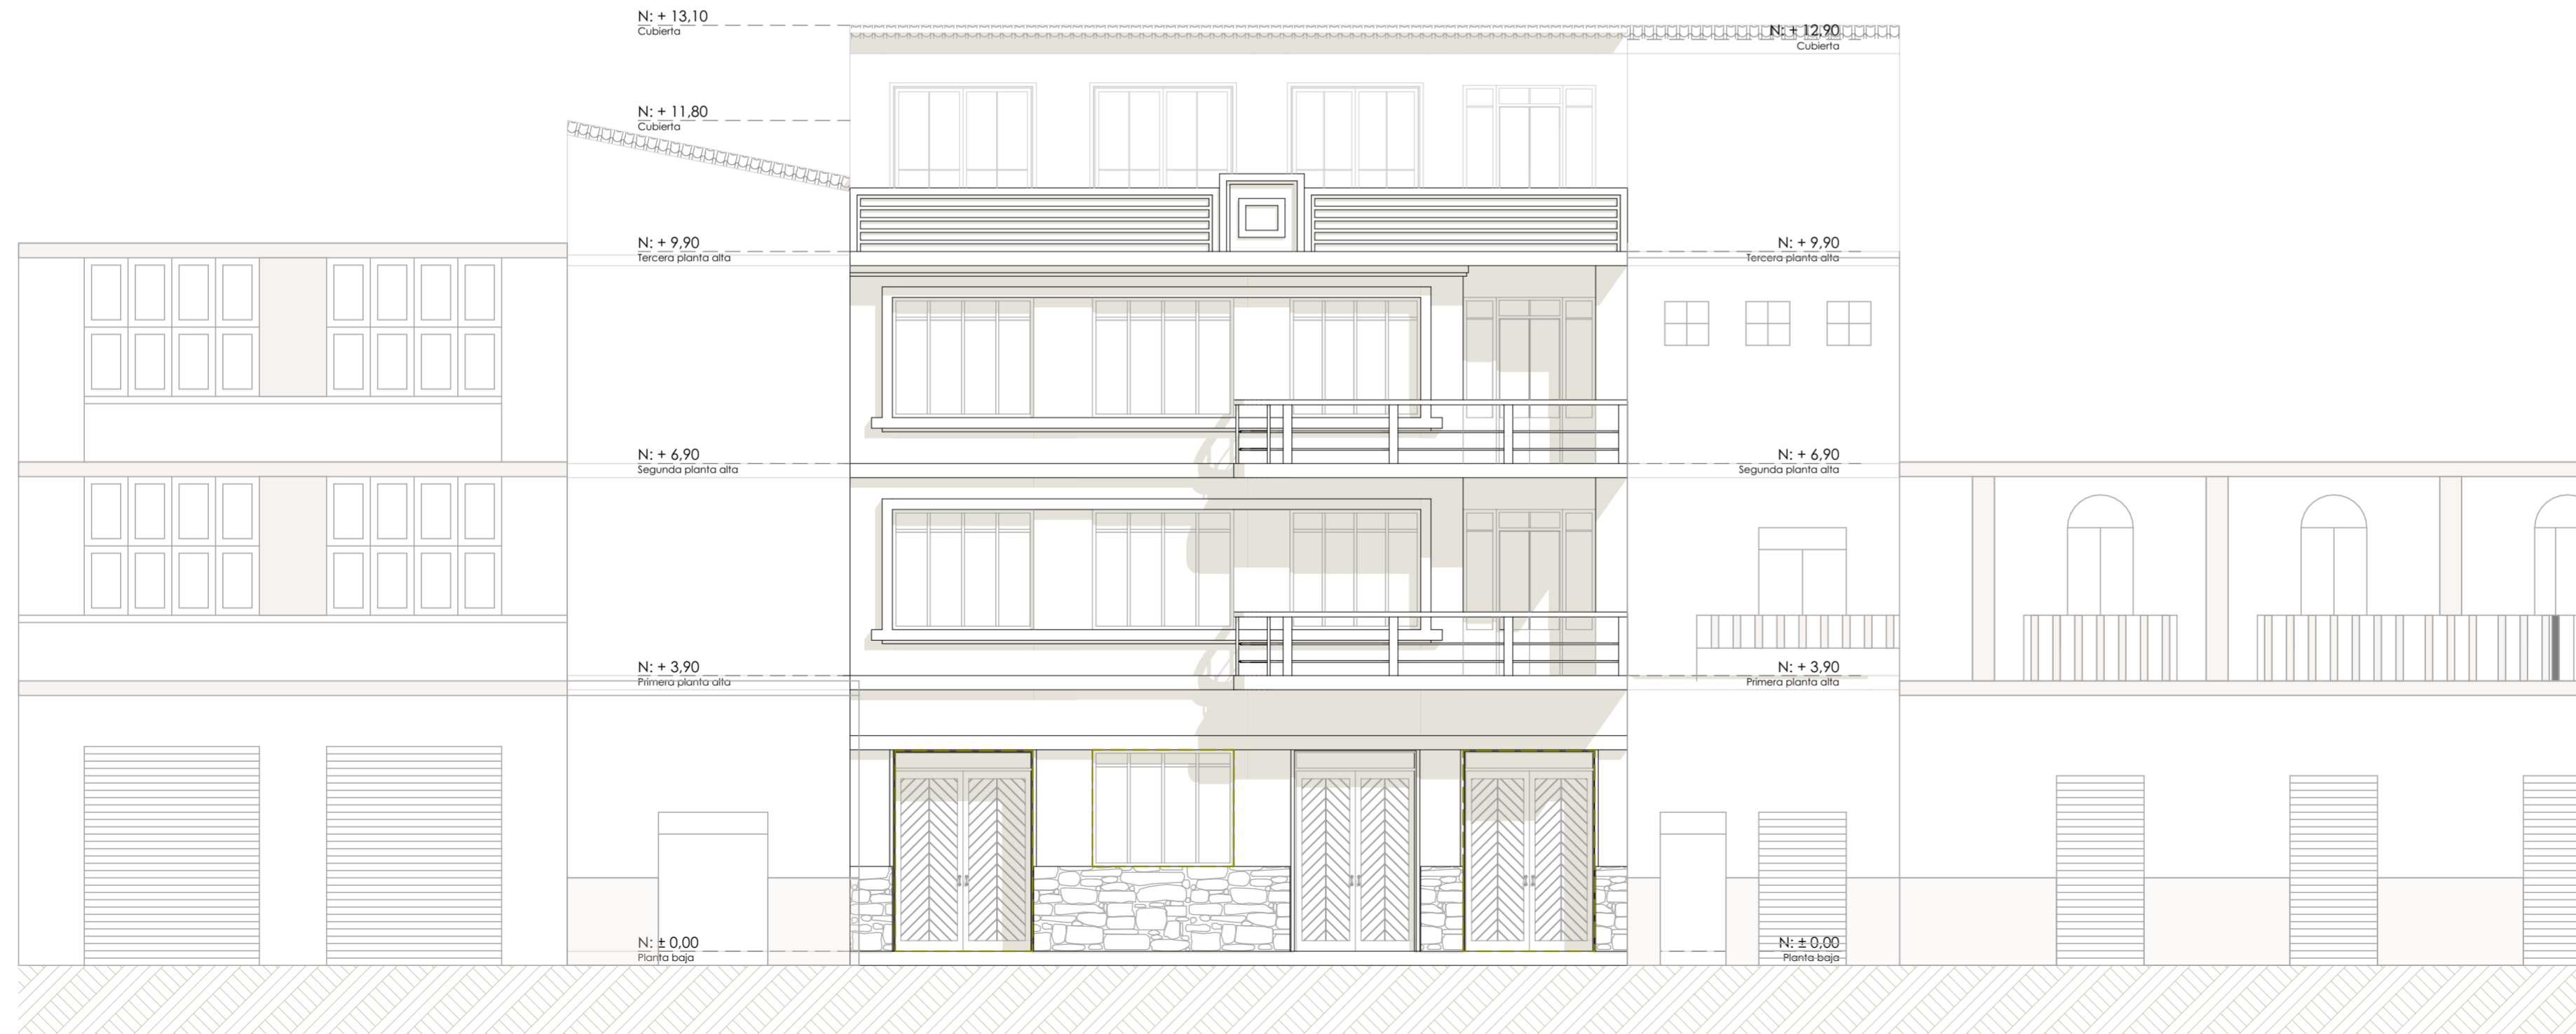 N: + 13,10
Cubierta
N: + 12,90
Cubierta
N: + 11,80
Cubierta
N: + 9,90
Tercera planta alta
N: + 9,90
Tercera planta alta
N: + 6,90
Segunda planta alta
N: + 6,90
Segunda planta alta
N: + 3,90
Primera planta alta
N: + 3,90
Primera planta alta
N: ± 0,00
Planta baja
N: ± 0,00
Planta baja